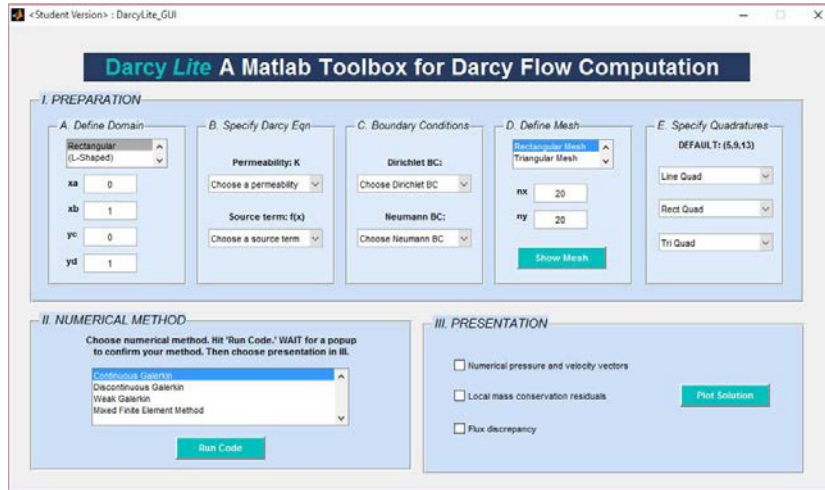 <Student Version> : DarcyLite_GUI
Darcy Lite A Matlab Toolbox for Darcy Flow Computation
I. PREPARATION
A. Define Domain
Rectangular
(L-Shaped)
xa 0
xb 1
yc 0
yd 1
B. Specify Darcy Eqn
Permeability: K
Choose a permeability
Source term: f(x)
Choose a source term
C. Boundary Conditions
Dirichlet BC:
Choose Dirichlet BC
Neumann BC:
Choose Neumann BC
D. Define Mesh
Rectangular Mesh
Triangular Mesh
nx 20
ny 20
Show Mesh
E. Specify Quadratures
DEFAULT: (5,9,13)
Line Quad
Rect Quad
Tri Quad
II. NUMERICAL METHOD
Choose numerical method. Hit 'Run Code.' WAIT for a popup
to confirm your method. Then choose presentation in III.
Continuous Galerkin
Discontinuous Galerkin
Weak Galerkin
Mixed Finite Element Method
Run Code
III. PRESENTATION
Numerical pressure and velocity vectors
Local mass conservation residuals
Flux discrepancy
Plot Solution